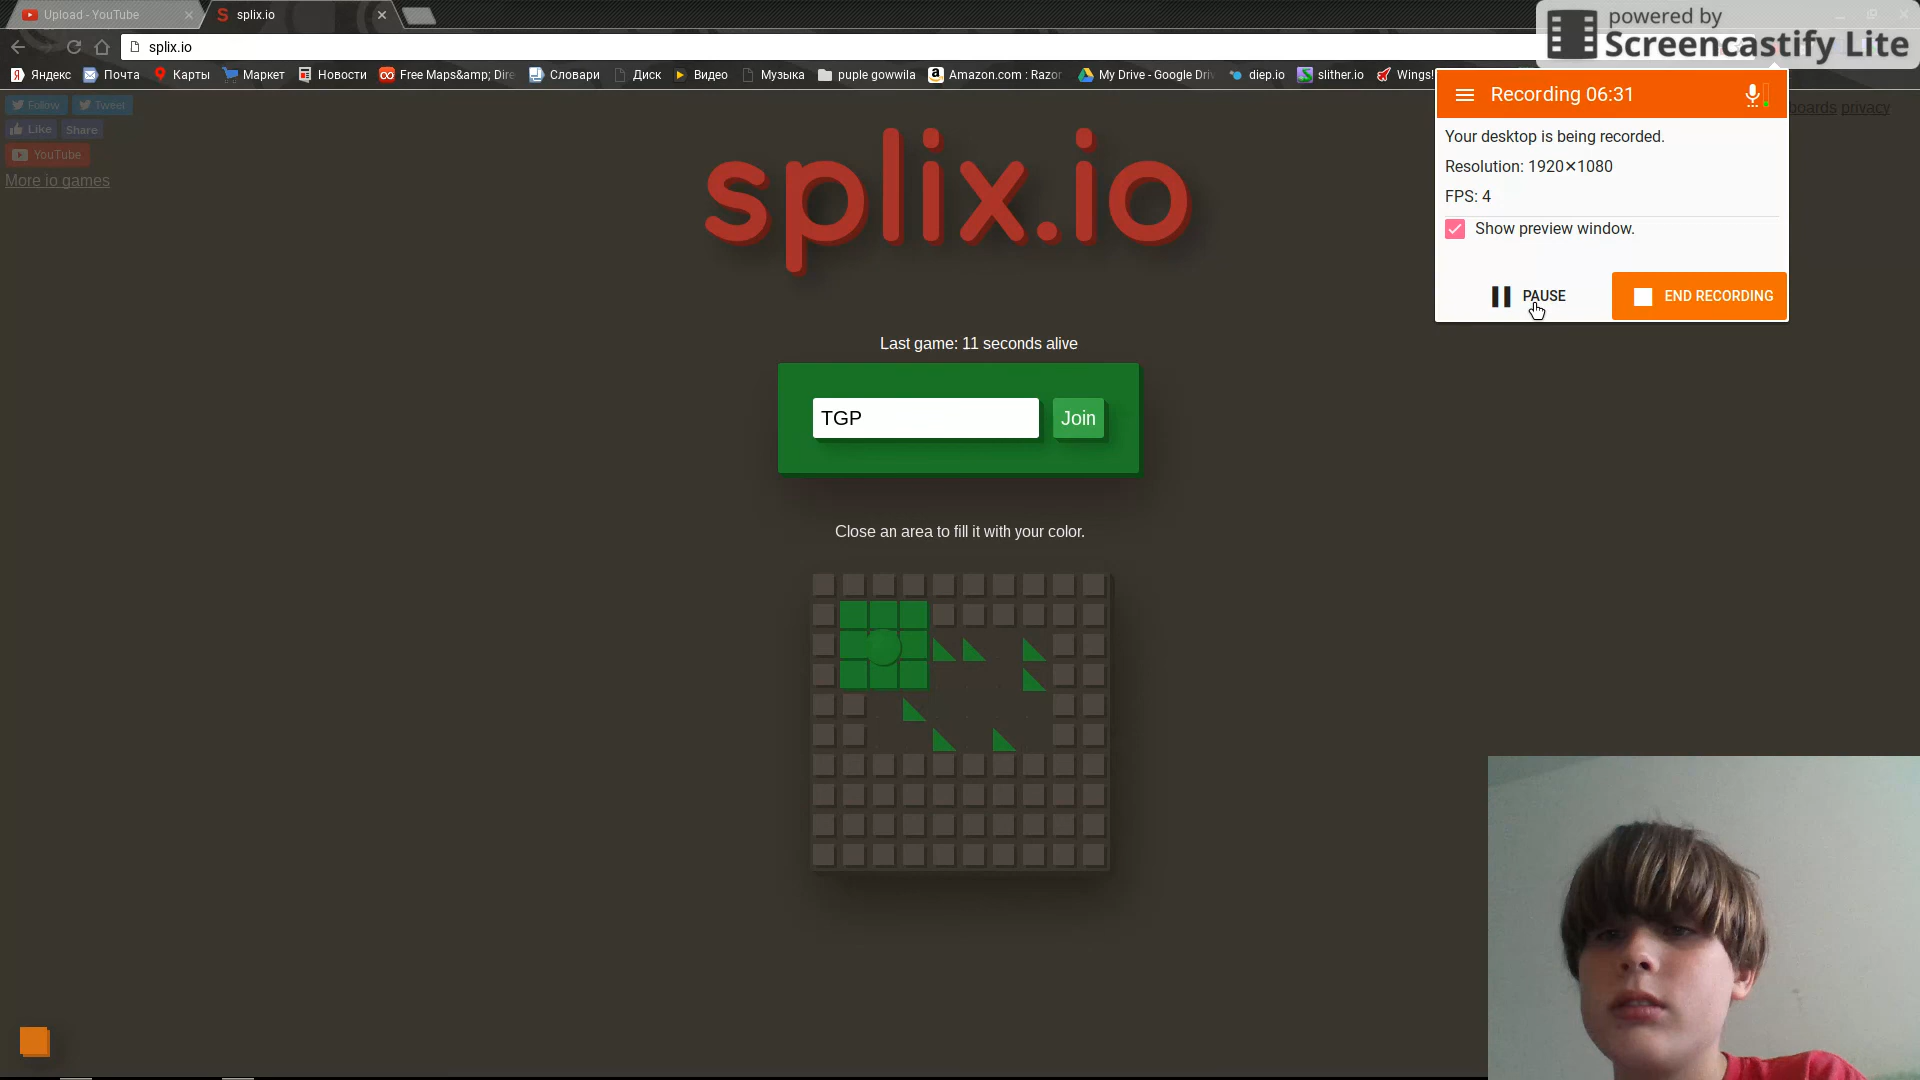 Upload - YouTube
splix.io
powered by
Screencastify Lite
splix.io
Яндекс Почта Карты Маркет Новости Free Maps&amp; Dire Словари Диск Видео Музыка puple gowwila Amazon.com : Razor My Drive - Google Driv diep.io slither.io Wings!
Follow Tweet
Like Share
YouTube
More io games
privacy
Recording 06:31
Your desktop is being recorded.
Resolution: 1920×1080
FPS: 4
Show preview window.
PAUSE END RECORDING
splix.io
Last game: 11 seconds alive
TGP Join
Close an area to fill it with your color.